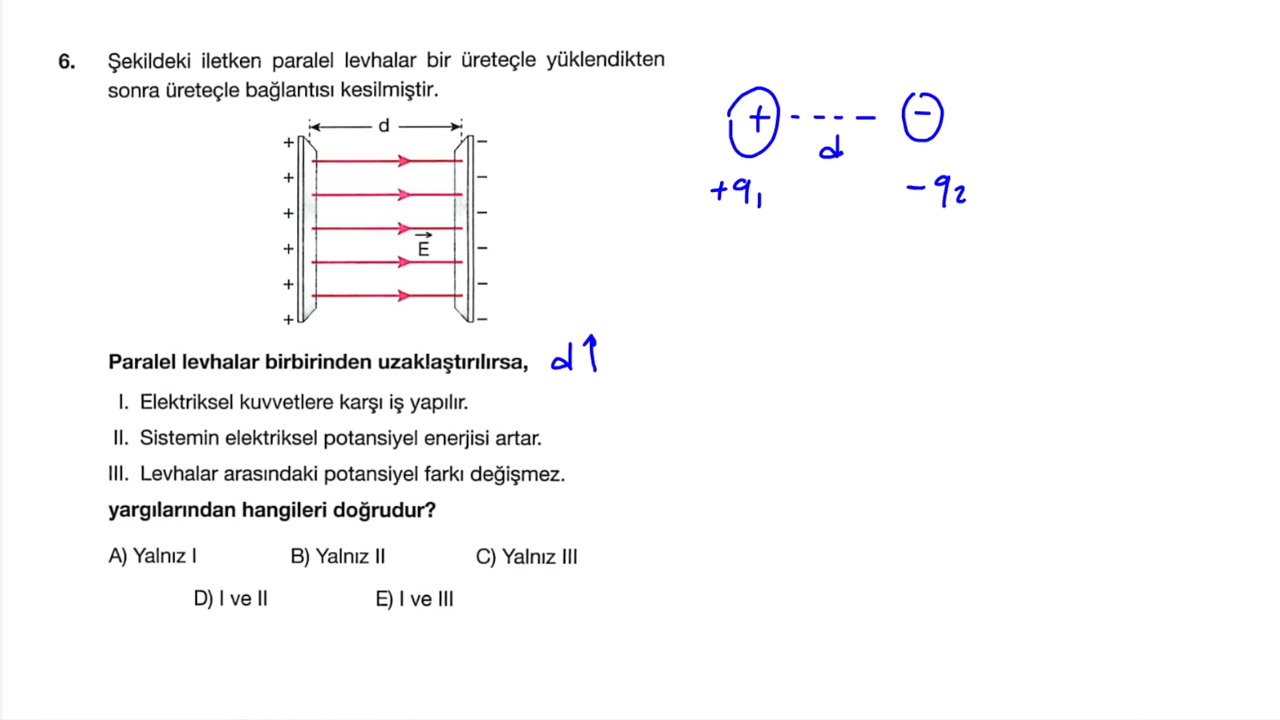 6. Şekildeki iletken paralel levhalar bir üreteçle yüklendikten
sonra üreteçle bağlantısı kesilmiştir.
d
+ −
+ −
+ −
E
+ −
+ −
+ −
+ - - - - −
d
+q1 −q2
Paralel levhalar birbirinden uzaklaştırılırsa, d↑
I. Elektriksel kuvvetlere karşı iş yapılır.
II. Sistemin elektriksel potansiyel enerjisi artar.
III. Levhalar arasındaki potansiyel farkı değişmez.
yargılarından hangileri doğrudur?
A) Yalnız I B) Yalnız II C) Yalnız III
D) I ve II E) I ve III